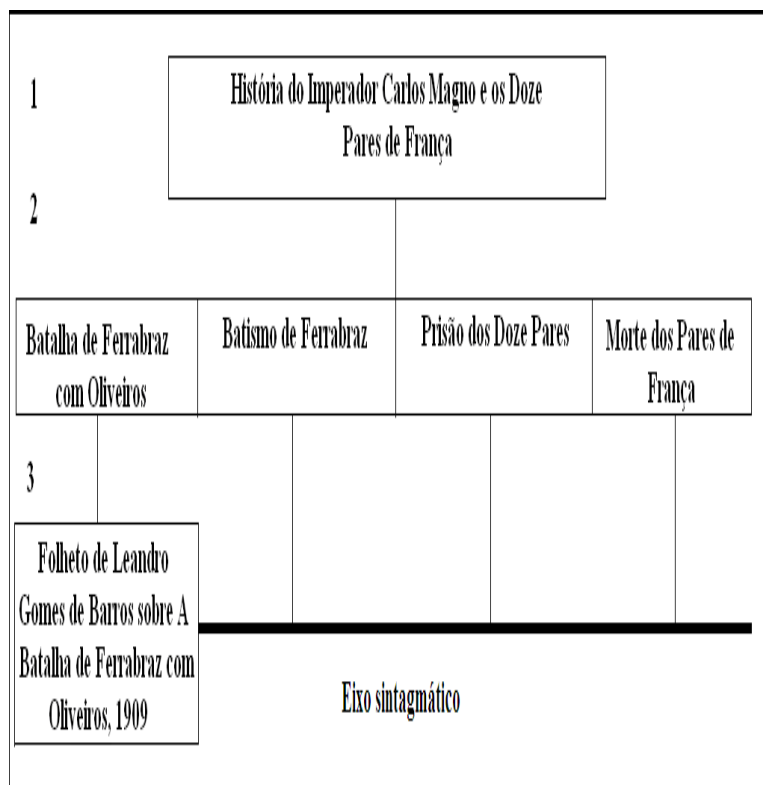 1
História do Imperador Carlos Magno e os Doze
Pares de França
2
Batalha de Ferrabraz
com Oliveiros
Batismo de Ferrabraz
Prisão dos Doze Pares
Morte dos Pares de
França
3
Folheto de Leandro
Gomes de Barros sobre A
Batalha de Ferrabraz com
Oliveiros, 1909
Eixo sintagmático